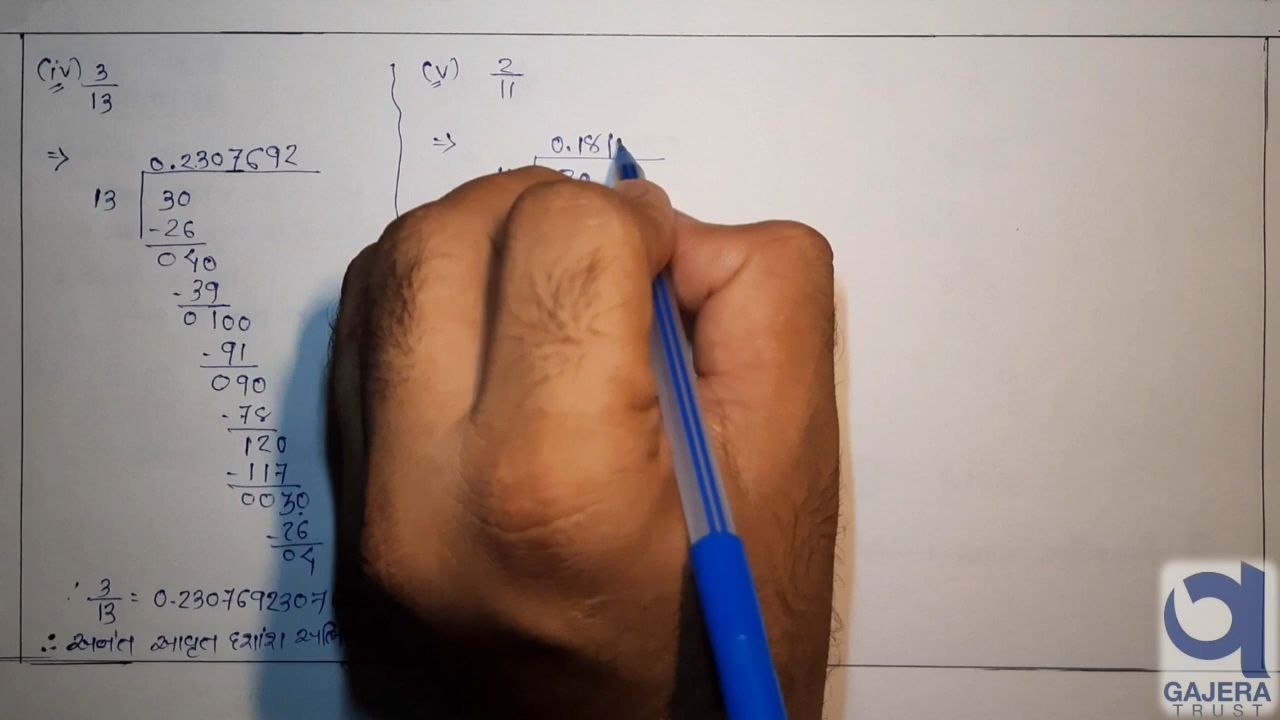 (iv) 3/13
⇒ 0.2307692
13 30
-26
040
-39
0100
-91
090
-78
120
-117
0030
-26
04
∴ 3/13 = 0.230769230
∴ અનંત આવૃત દશાંશ
(v) 2/11
⇒ 0.181
GAJERA
TRUST